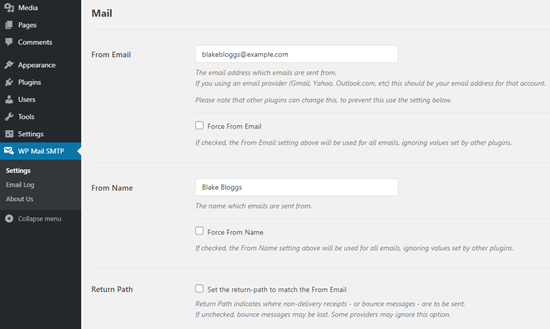 Media
Pages
Comments
Appearance
Plugins
Users
Tools
Settings
WP Mail SMTP
Settings
Email Log
About Us
Collapse menu
Mail
From Email
blakebloggs@example.com
The email address which emails are sent from.
If you using an email provider (Gmail, Yahoo, Outlook.com, etc) this should be your email address for that account.
Please note that other plugins can change this, to prevent this use the setting below.
Force From Email
If checked, the From Email setting above will be used for all emails, ignoring values set by other plugins.
From Name
Blake Bloggs
The name which emails are sent from.
Force From Name
If checked, the From Name setting above will be used for all emails, ignoring values set by other plugins.
Return Path
Set the return-path to match the From Email
Return Path indicates where non-delivery receipts - or bounce messages - are to be sent.
If unchecked, bounce messages may be lost. Some providers may ignore this option.